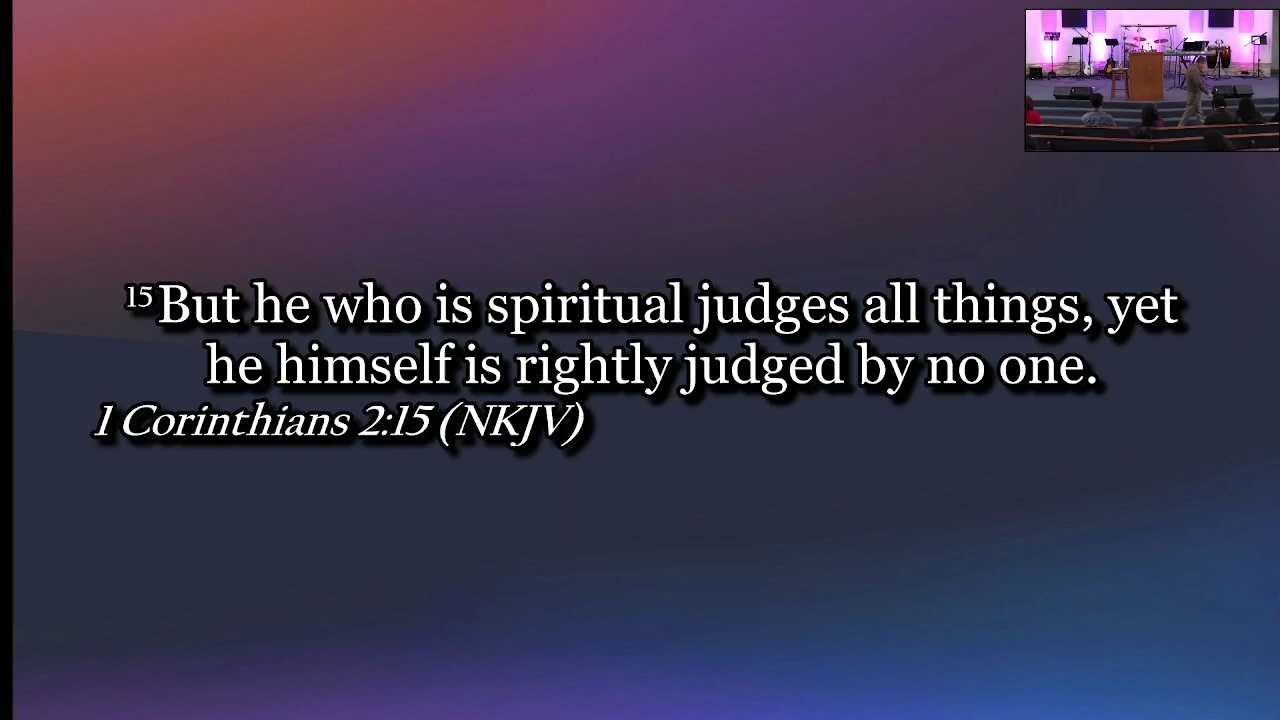 15But he who is spiritual judges all things, yet
he himself is rightly judged by no one.
1 Corinthians 2:15 (NKJV)